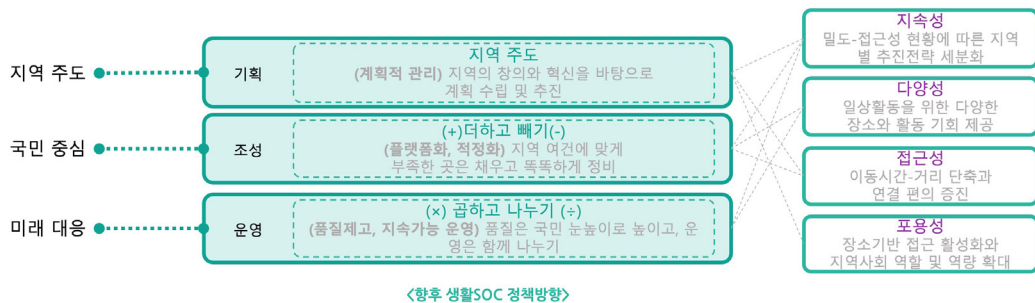 지역 주도
기획
지역 주도
(계획적 관리) 지역의 창의와 혁신을 바탕으로
계획 수립 및 추진
국민 중심
조성
(+)더하고 빼기(-)
(플랫폼화, 적정화) 지역 여건에 맞게
부족한 곳은 채우고 똑똑하게 정비
미래 대응
운영
(×) 곱하고 나누기 (÷)
(품질제고, 지속가능 운영) 품질은 국민 눈높이로 높이고, 운
영은 함께 나누기
지속성
밀도-접근성 현황에 따른 지역
별 추진전략 세분화
다양성
일상활동을 위한 다양한
장소와 활동 기회 제공
접근성
이동시간-거리 단축과
연결 편의 증진
포용성
장소기반 접근 활성화와
지역사회 역할 및 역량 확대
<향후 생활SOC 정책방향>